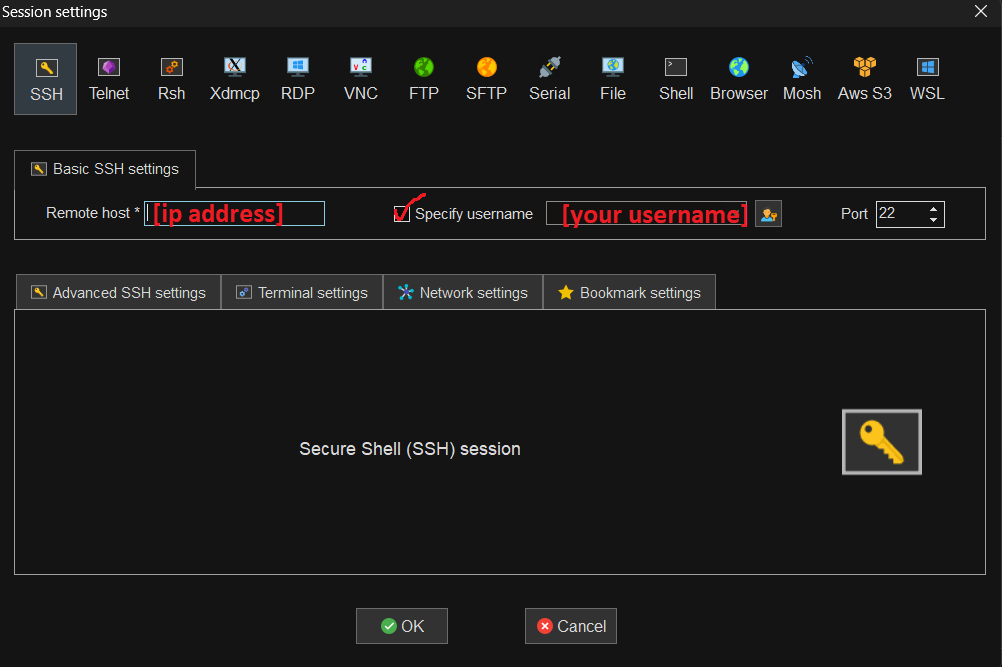 Session settings
SSH Telnet Rsh Xdmcp RDP VNC FTP SFTP Serial File Shell Browser Mosh Aws S3 WSL
Basic SSH settings
Remote host * [ip address] Specify username [your username] Port 22
Advanced SSH settings Terminal settings Network settings Bookmark settings
Secure Shell (SSH) session
OK Cancel